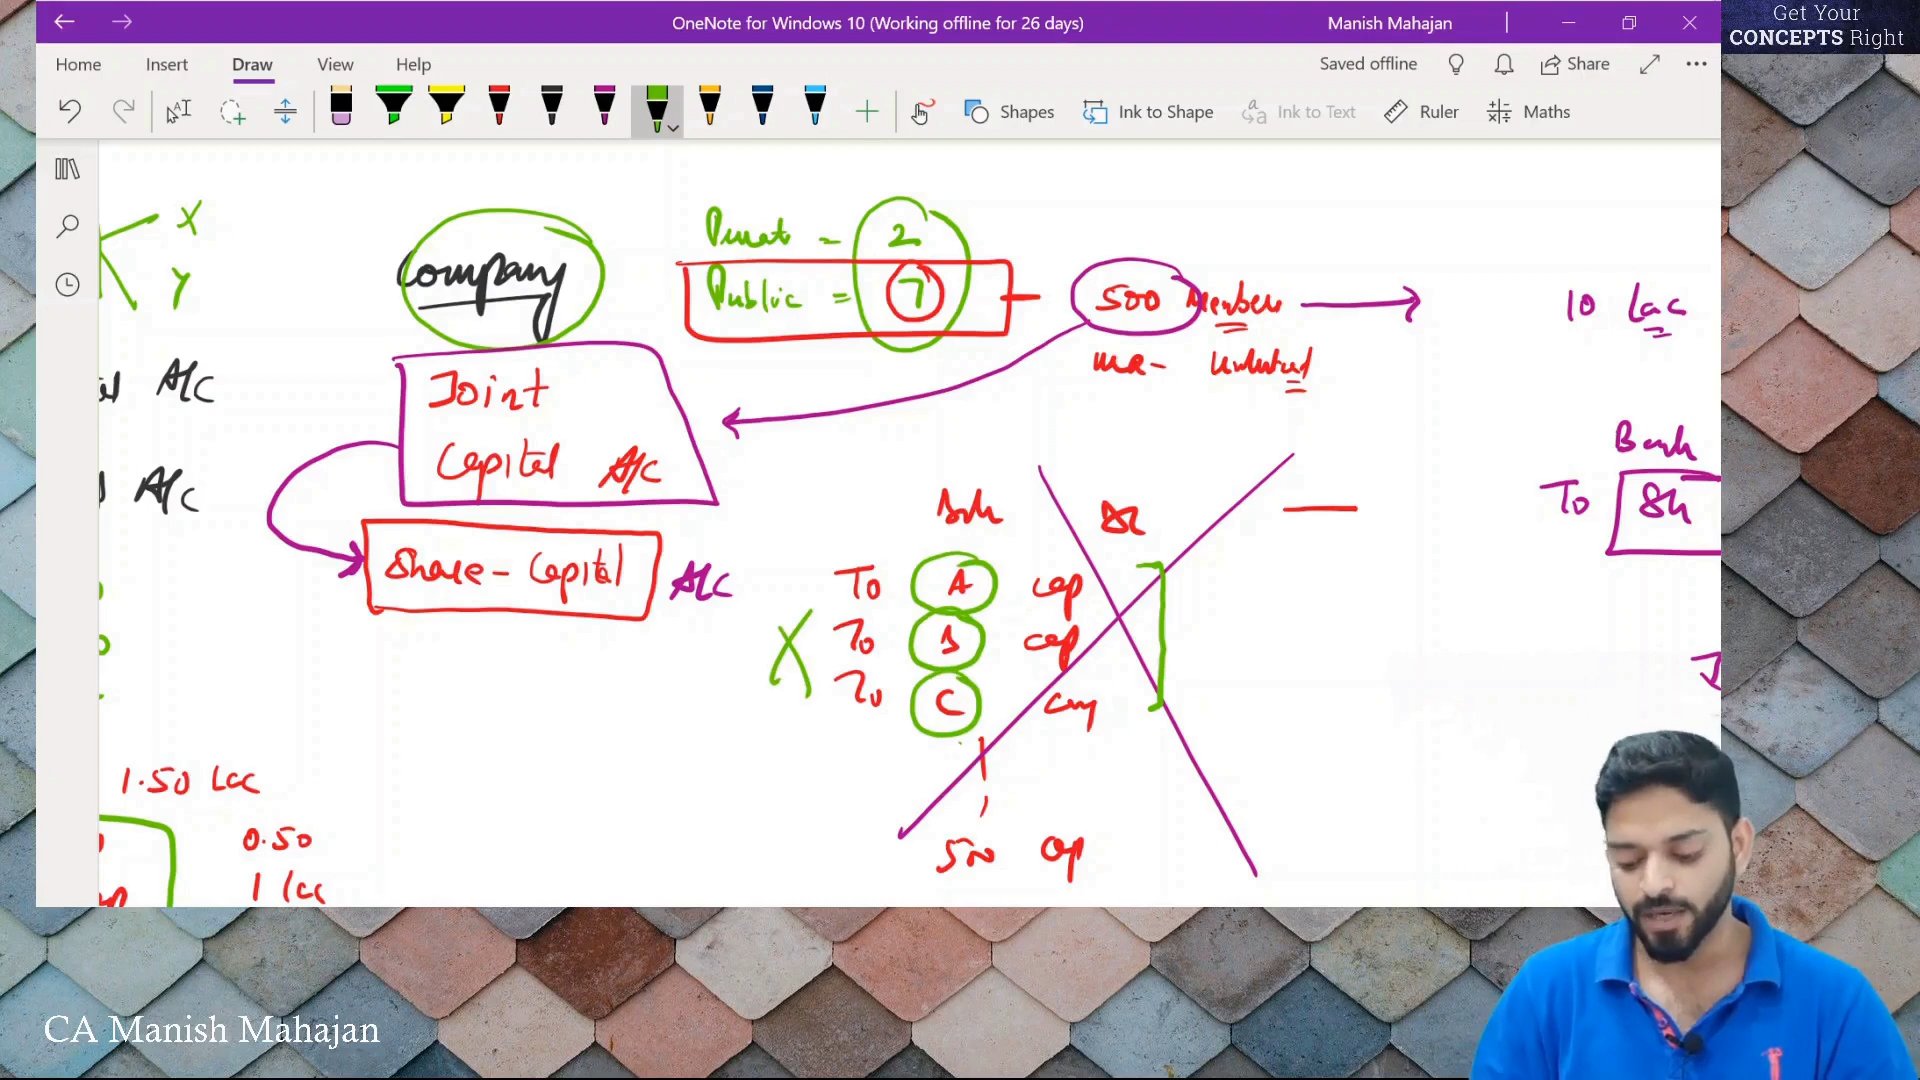 OneNote for Windows 10 (Working offline for 26 days)
Manish Mahajan
Get Your
CONCEPTS Right
Home Insert Draw View Help
Saved offline
Share
Shapes
Ink to Shape
Ink to Text
Ruler
Maths
X
Y
Company
= 2
Public = 7
500 Members
10 Lac
A/C
A/C
Joint
Capital A/C
Share-Capital A/C
Bank
To Sh
To A cap
To B cap
To C cap
X
500 cap
1.50 Lac
0.50
1 Lac
CA Manish Mahajan